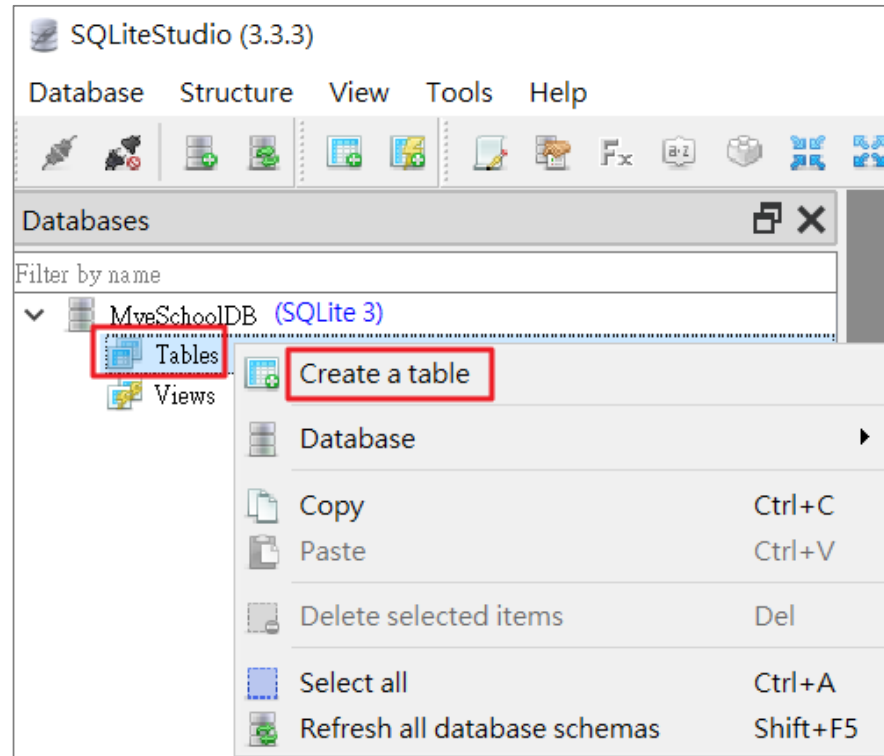 SQLiteStudio (3.3.3)
Database Structure View Tools Help
Databases
Filter by name
MyeSchoolDB (SQLite 3)
Tables
Views
Create a table
Database
Copy Ctrl+C
Paste Ctrl+V
Delete selected items Del
Select all Ctrl+A
Refresh all database schemas Shift+F5